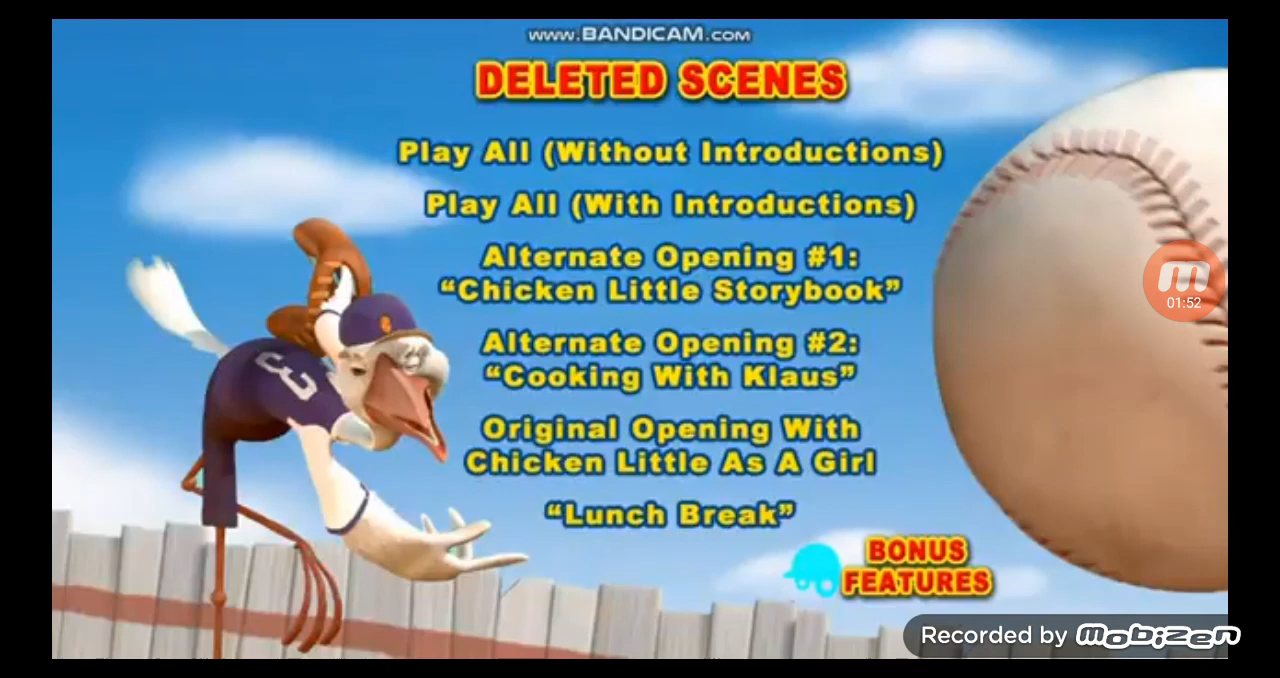 www.BANDICAM.com
DELETED SCENES
Play All (Without Introductions)
Play All (With Introductions)
Alternate Opening #1:
“Chicken Little Storybook”
Alternate Opening #2:
“Cooking With Klaus”
Original Opening With
Chicken Little As A Girl
“Lunch Break”
BONUS
FEATURES
3
01:52
Recorded by Mobizen